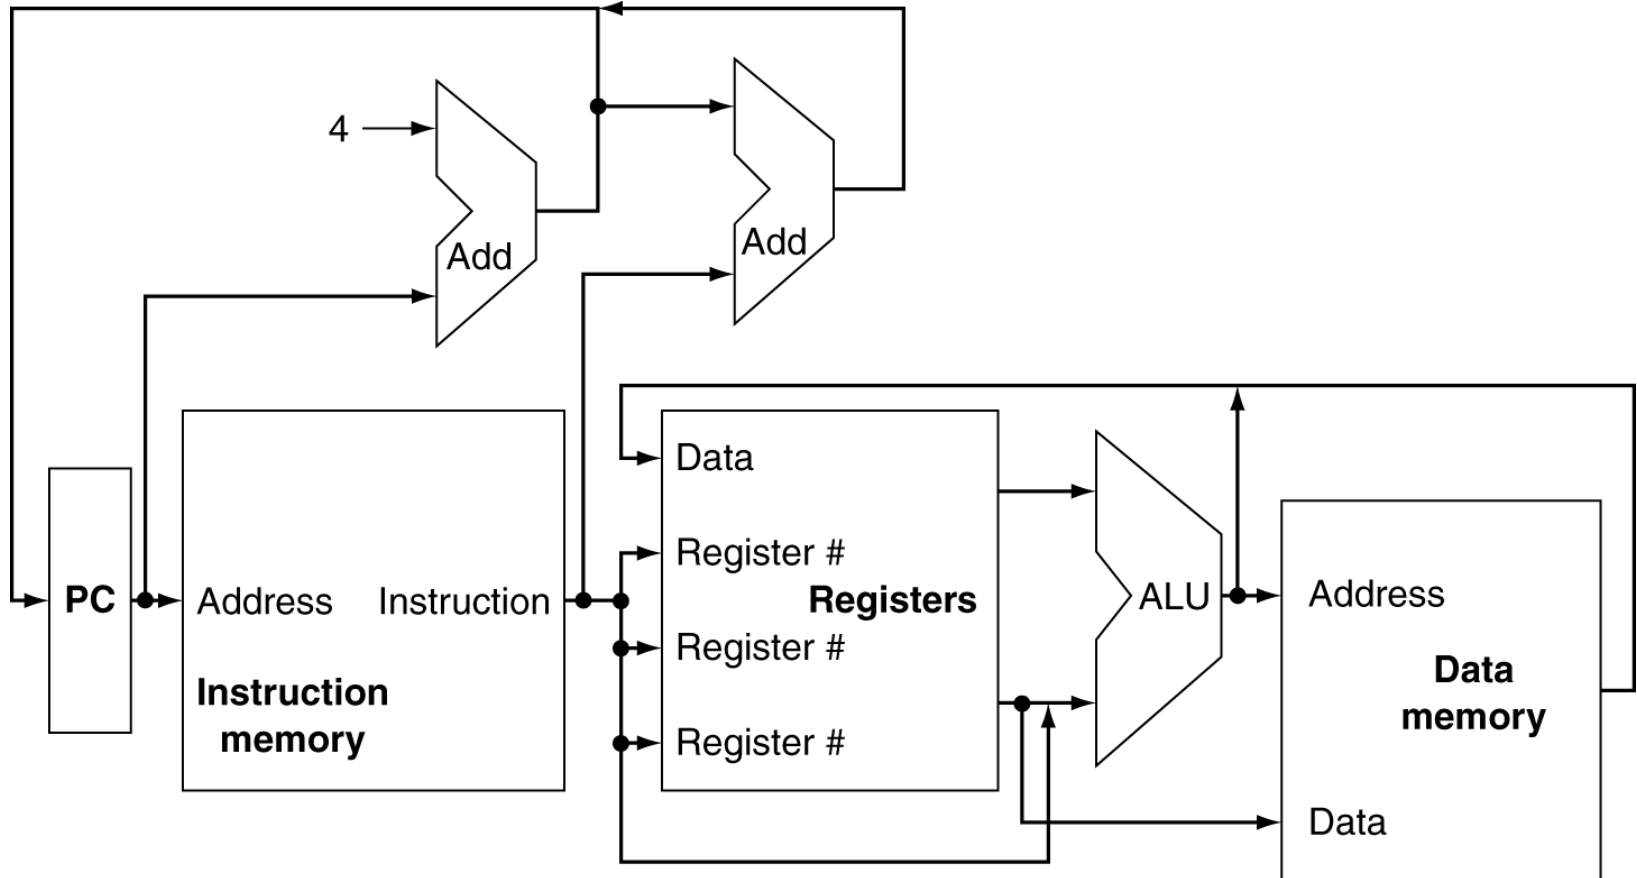 4
Add
Add
Data
Register #
PC
Address
Instruction
Registers
ALU
Address
Register #
Instruction
memory
Data
memory
Register #
Data